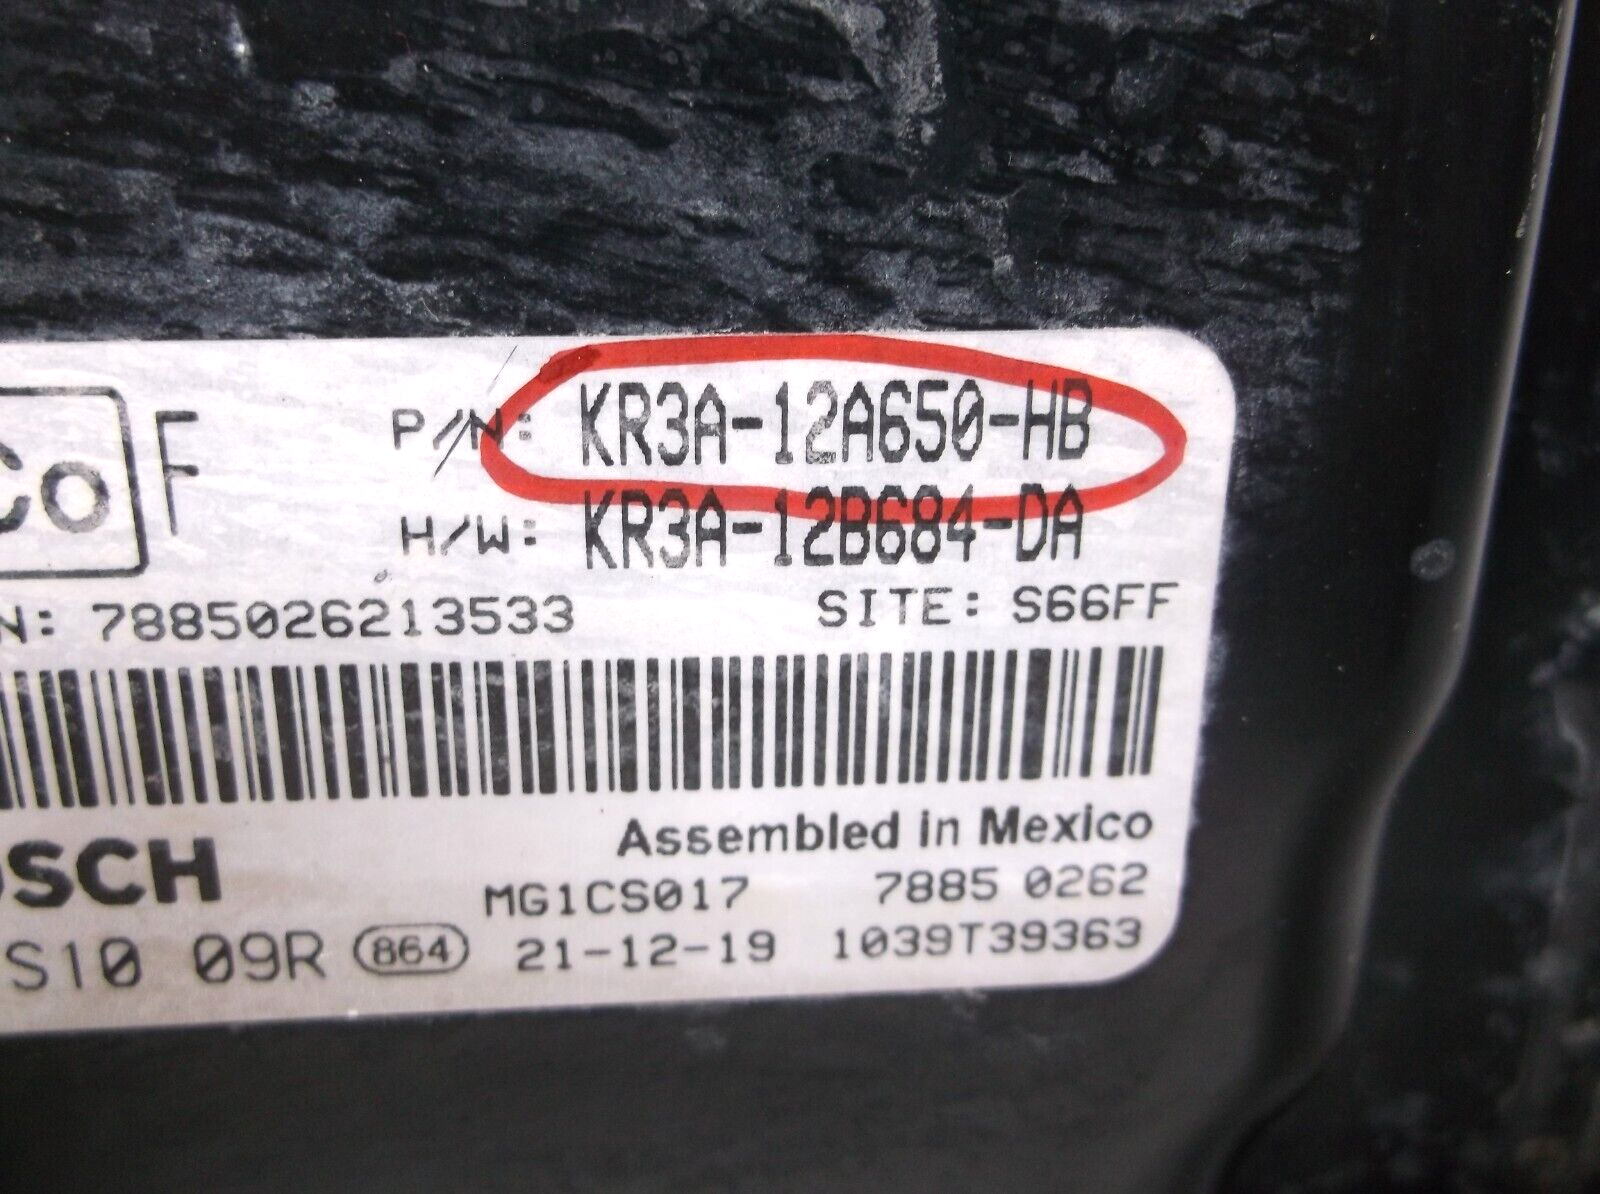 Co F P/N: KR3A-12A650-HB
H/W: KR3A-12B684-DA
N: 7885026213533 SITE: S66FF
Assembled in Mexico
OSCH MG1CS017 7885 0262
S10 09R 864 21-12-19 1039T39363